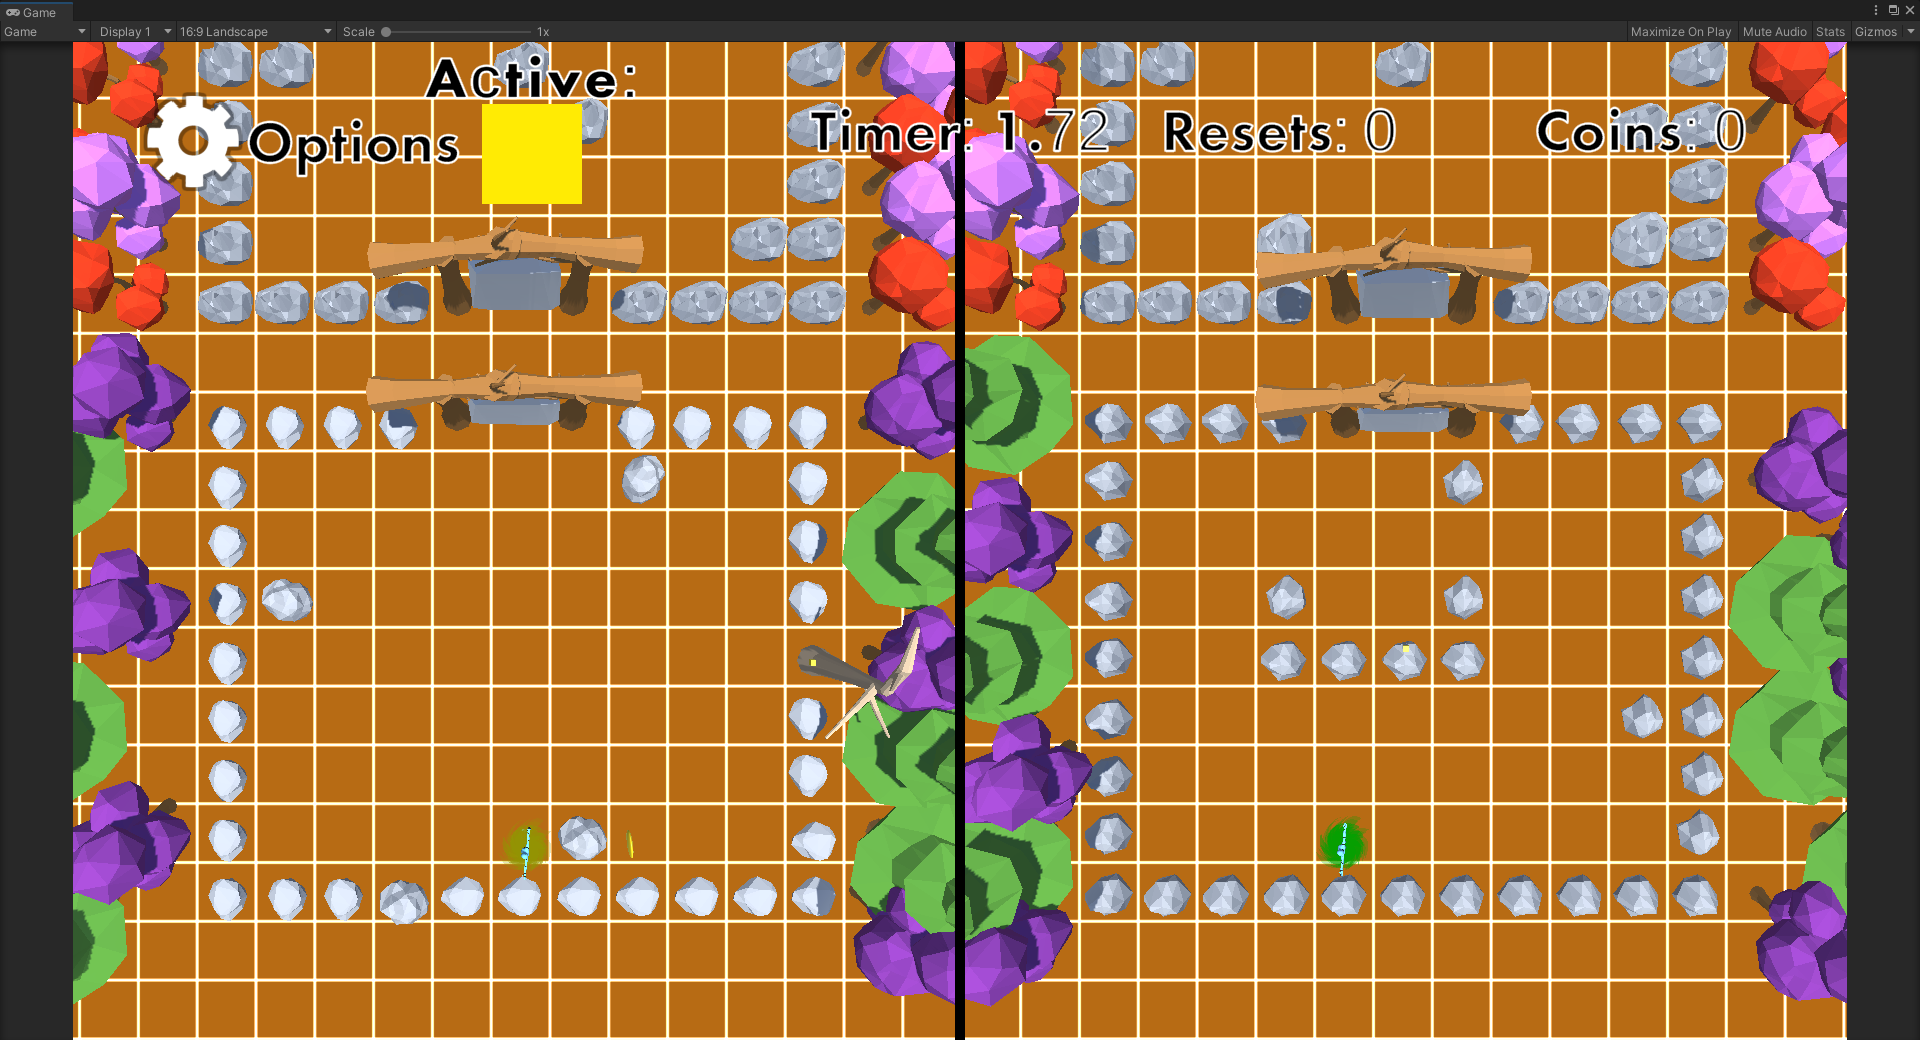 Game
Game
Display 1
16:9 Landscape
Scale
1x
Maximize On Play
Mute Audio
Stats
Gizmos
Active:
Options
Timer: 1.72
Resets: 0
Coins: 0